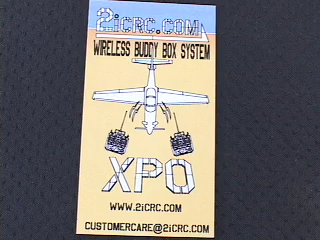 2iCRC.COM
WIRELESS BUDDY BOX SYSTEM
XPO
WWW.2iCRC.COM
CUSTOMERCARE@2iCRC.COM